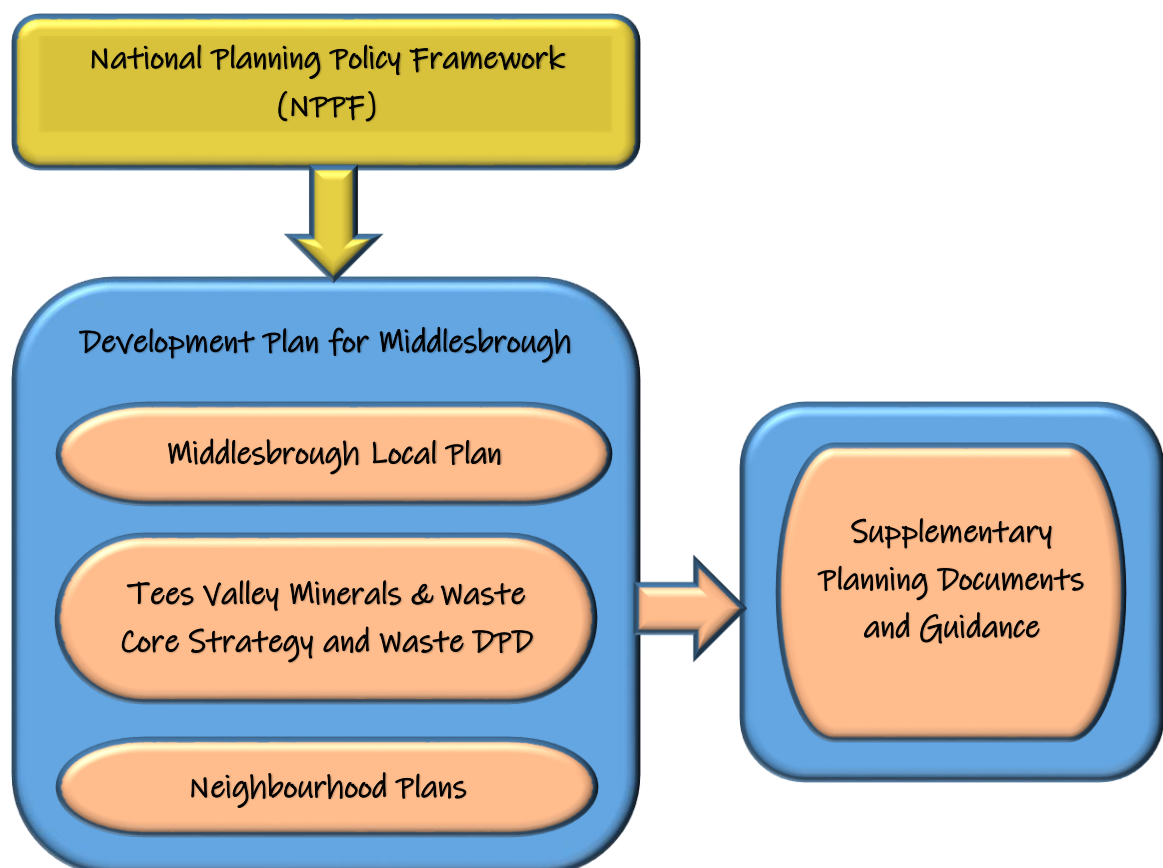 National Planning Policy Framework
(NPPF)
Development Plan for Middlesbrough
Middlesbrough Local Plan
Tees Valley Minerals & Waste
Core Strategy and Waste DPD
Neighbourhood Plans
Supplementary
Planning Documents
and Guidance